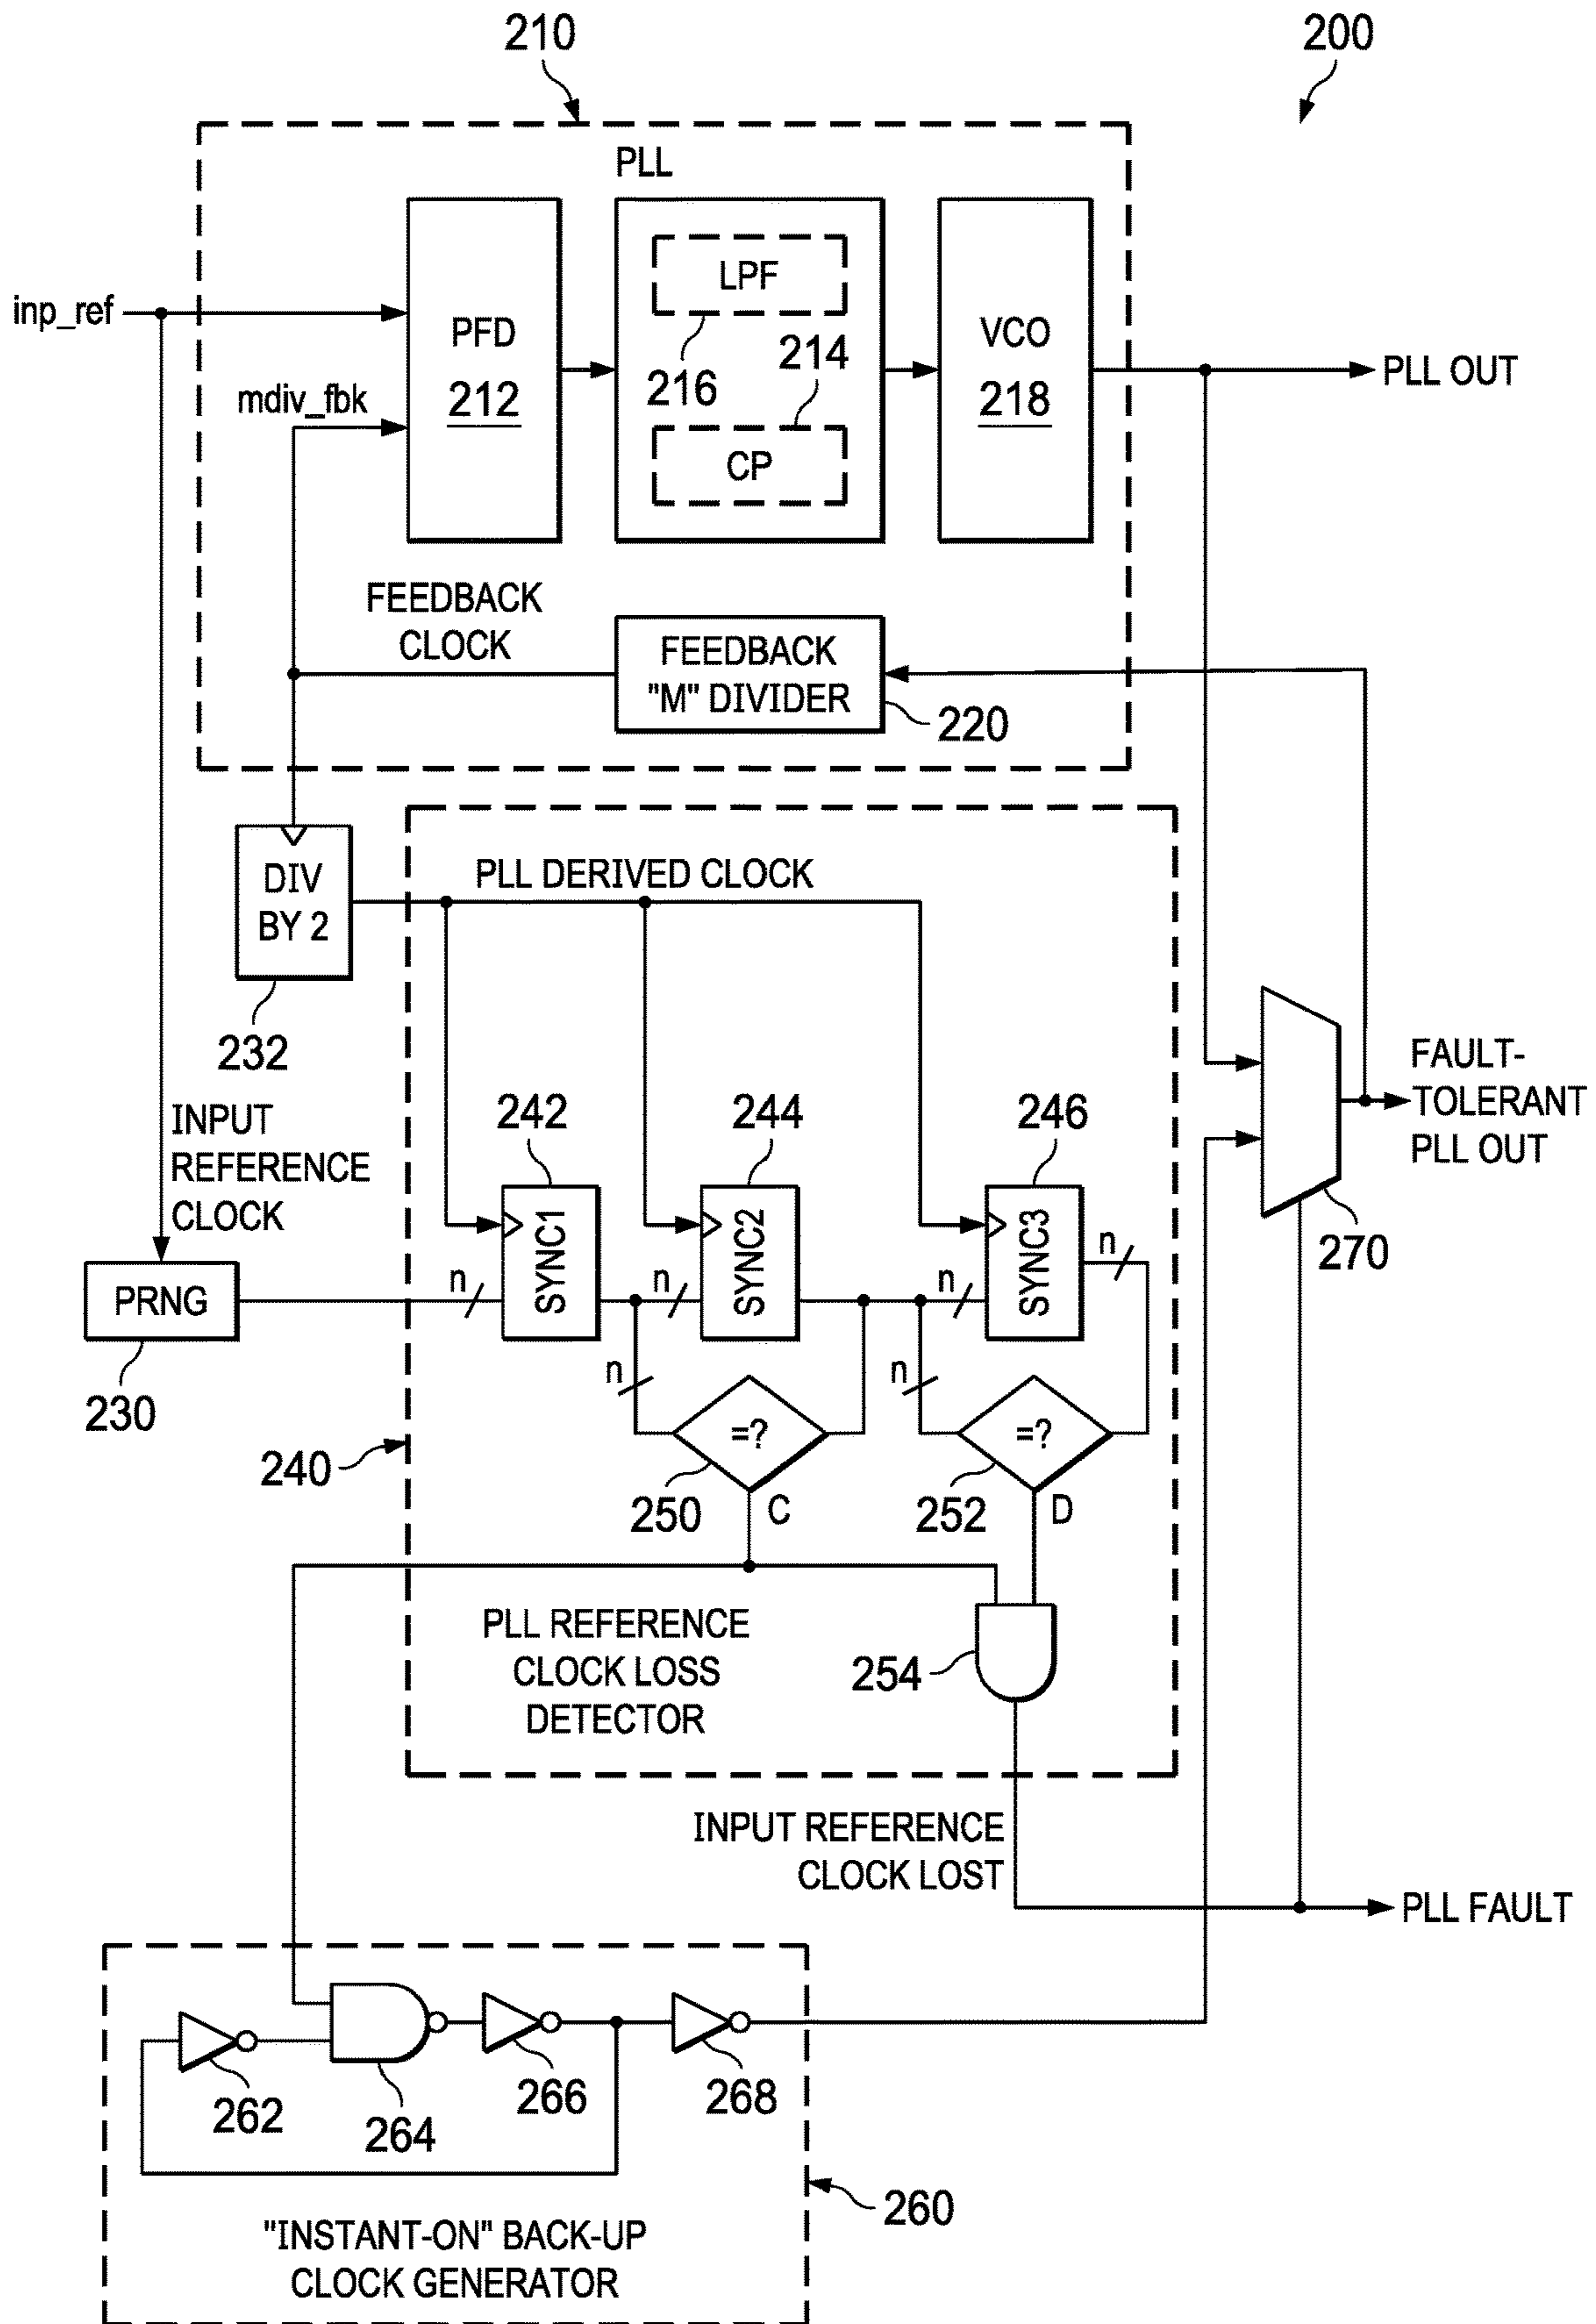 210
200
PLL
LPF
inp_ref
PFD
212
216
214
VCO
218
PLL OUT
mdiv_fbk
CP
FEEDBACK
CLOCK
FEEDBACK
"M" DIVIDER
220
DIV
BY 2
232
PLL DERIVED CLOCK
INPUT
REFERENCE
CLOCK
242
244
246
FAULT-
TOLERANT
PLL OUT
270
PRNG
230
n
SYNC1
n
SYNC2
n
SYNC3
n
n
n
=?
=?
240
250
C
252
D
PLL REFERENCE
CLOCK LOSS
DETECTOR
254
INPUT REFERENCE
CLOCK LOST
PLL FAULT
262
264
266
268
260
"INSTANT-ON" BACK-UP
CLOCK GENERATOR